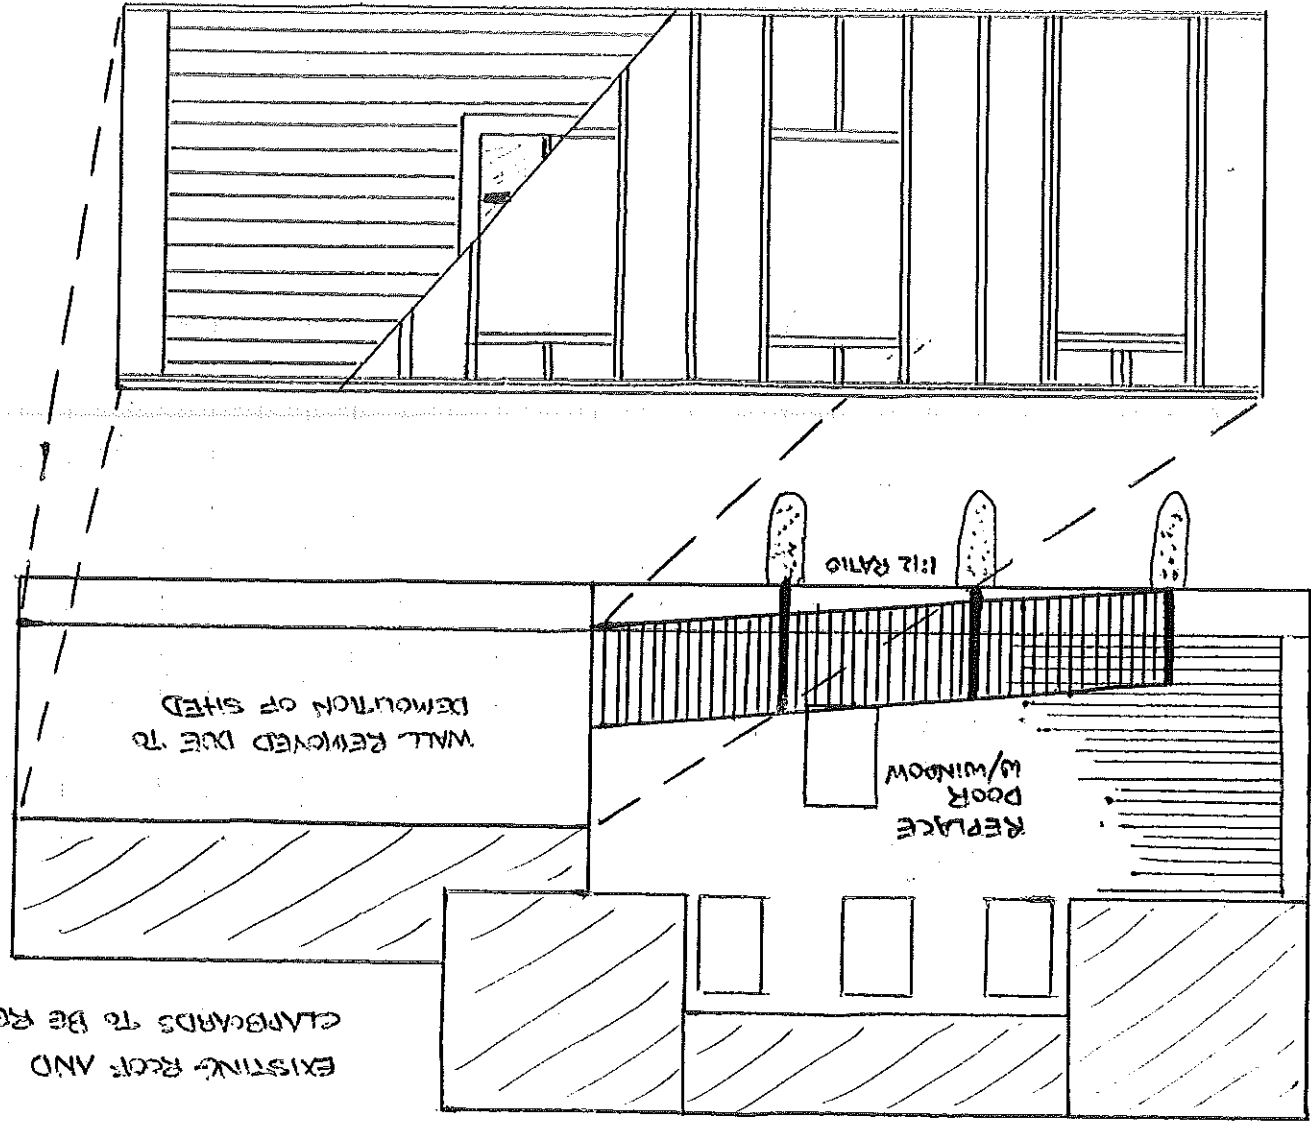 EXISTING ROOF AND
CLAPBOARDS TO BE RE
REPLACE
DOOR
W/WINDOW
WALL REMOVED DUE TO
DEMOLITION OF SHED
1:12 RATIO